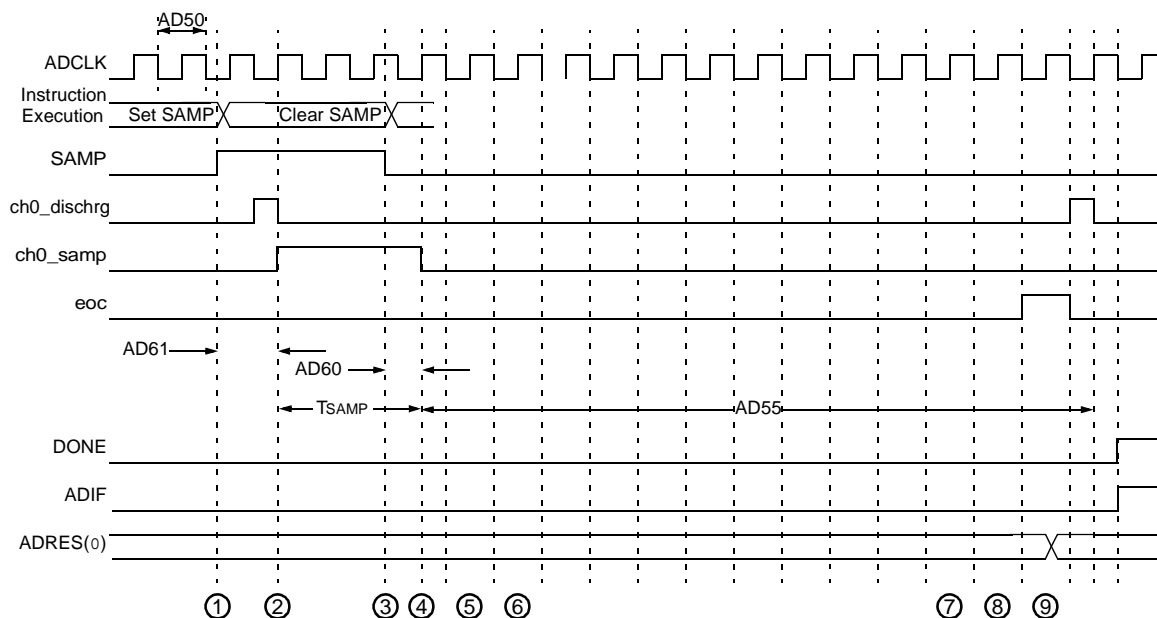 AD50
ADCLK
Instruction
Execution
Set SAMP
Clear SAMP
SAMP
ch0_dischrg
ch0_samp
eoc
AD61
AD60
TSAMP
AD55
DONE
ADIF
ADRES(0)
1 2 3 4 5 6 7 8 9